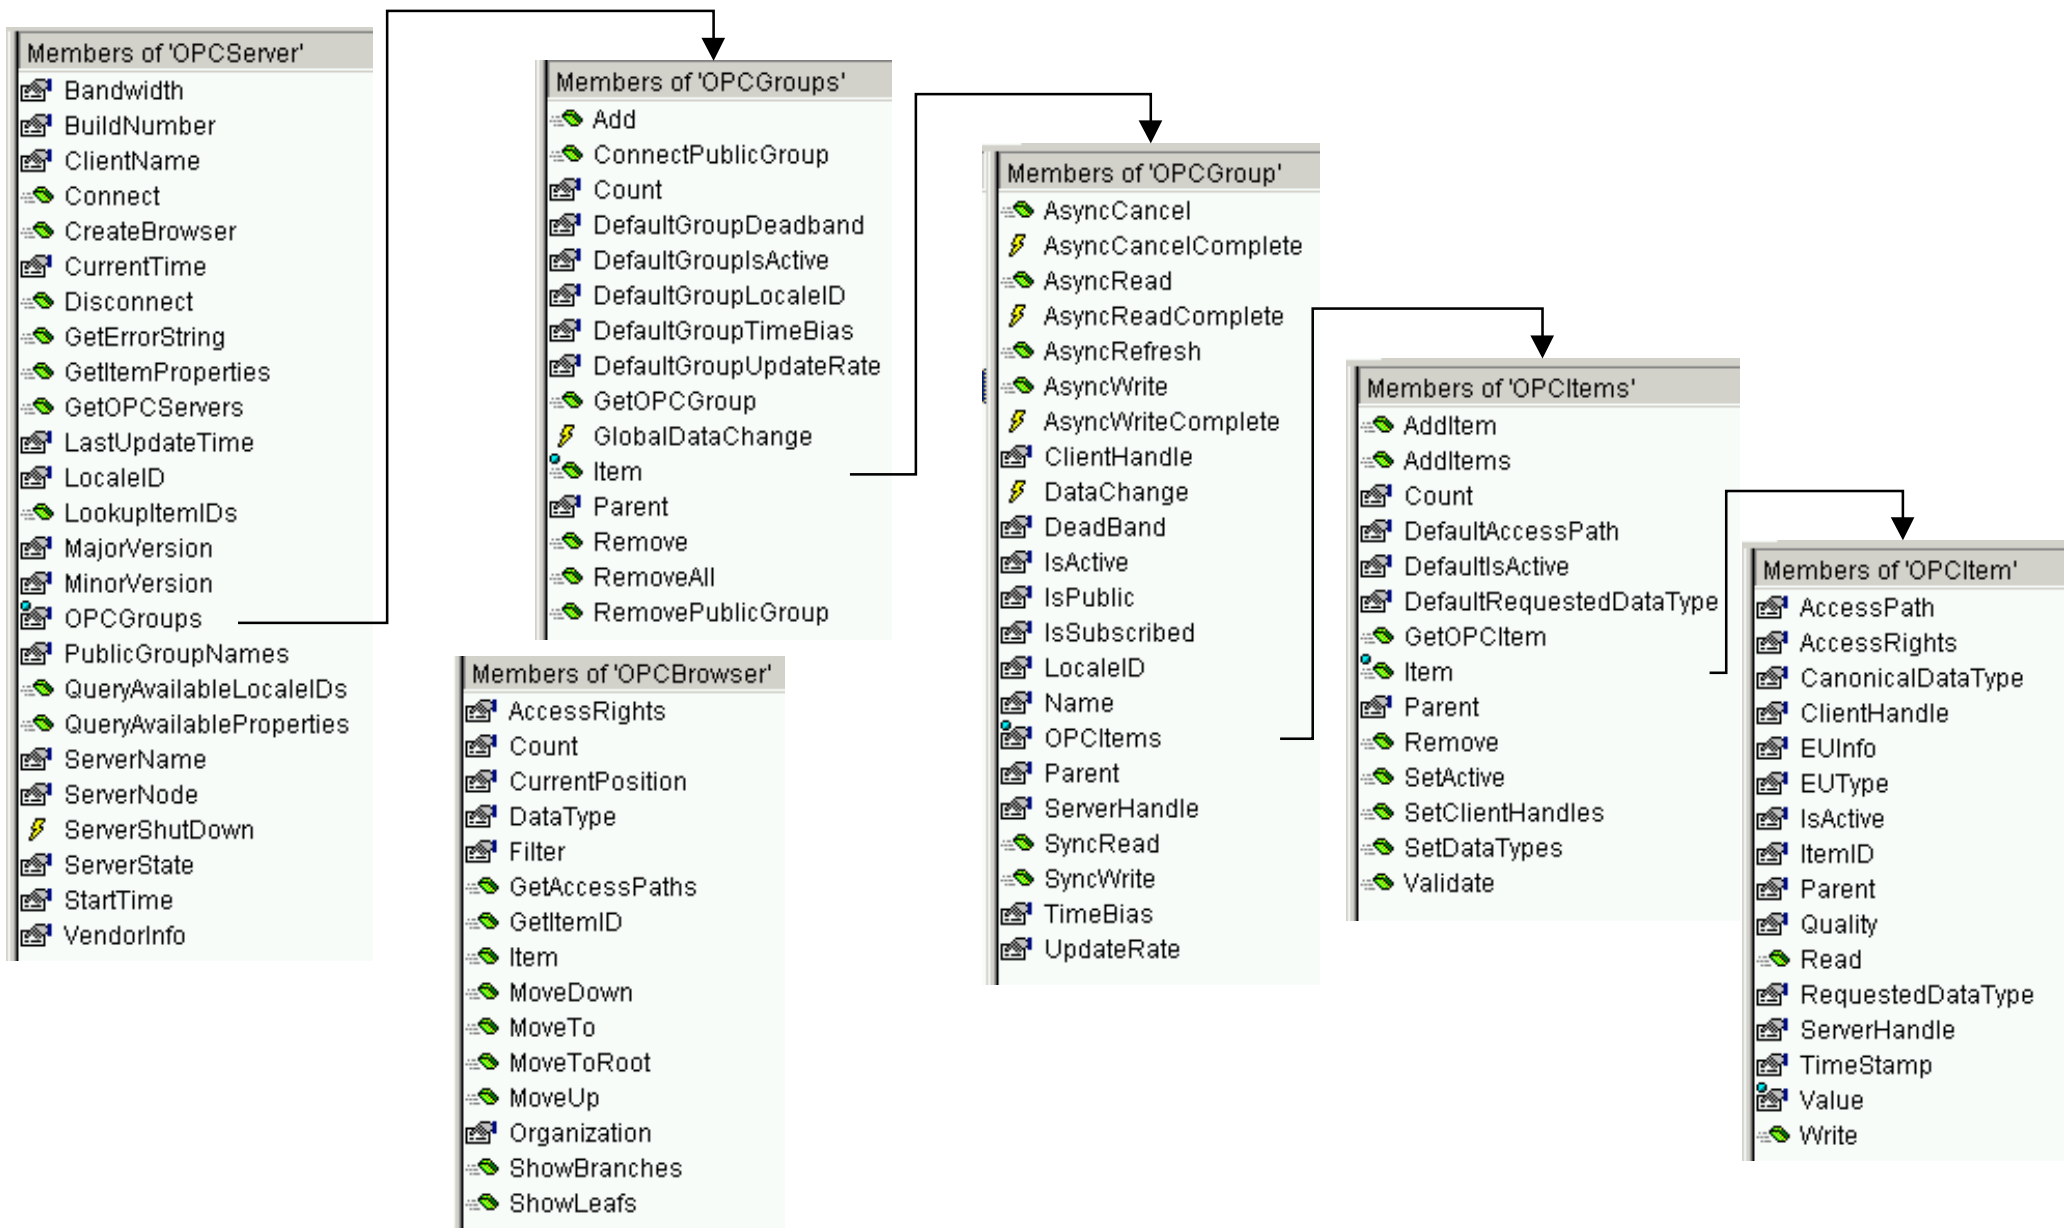 Members of 'OPCServer'
Bandwidth
BuildNumber
ClientName
Connect
CreateBrowser
CurrentTime
Disconnect
GetErrorString
GetItemProperties
GetOPCServers
LastUpdateTime
LocaleID
LookupItemIDs
MajorVersion
MinorVersion
OPCGroups
PublicGroupNames
QueryAvailableLocaleIDs
QueryAvailableProperties
ServerName
ServerNode
ServerShutDown
ServerState
StartTime
VendorInfo
Members of 'OPCGroups'
Add
ConnectPublicGroup
Count
DefaultGroupDeadband
DefaultGroupIsActive
DefaultGroupLocaleID
DefaultGroupTimeBias
DefaultGroupUpdateRate
GetOPCGroup
GlobalDataChange
Item
Parent
Remove
RemoveAll
RemovePublicGroup
Members of 'OPCBrowser'
AccessRights
Count
CurrentPosition
DataType
Filter
GetAccessPaths
GetItemID
Item
MoveDown
MoveTo
MoveToRoot
MoveUp
Organization
ShowBranches
ShowLeafs
Members of 'OPCGroup'
AsyncCancel
AsyncCancelComplete
AsyncRead
AsyncReadComplete
AsyncRefresh
AsyncWrite
AsyncWriteComplete
ClientHandle
DataChange
DeadBand
IsActive
IsPublic
IsSubscribed
LocaleID
Name
OPCItems
Parent
ServerHandle
SyncRead
SyncWrite
TimeBias
UpdateRate
Members of 'OPCItems'
AddItem
AddItems
Count
DefaultAccessPath
DefaultIsActive
DefaultRequestedDataType
GetOPCItem
Item
Parent
Remove
SetActive
SetClientHandles
SetDataTypes
Validate
Members of 'OPCItem'
AccessPath
AccessRights
CanonicalDataType
ClientHandle
EUInfo
EUType
IsActive
ItemID
Parent
Quality
Read
RequestedDataType
ServerHandle
TimeStamp
Value
Write